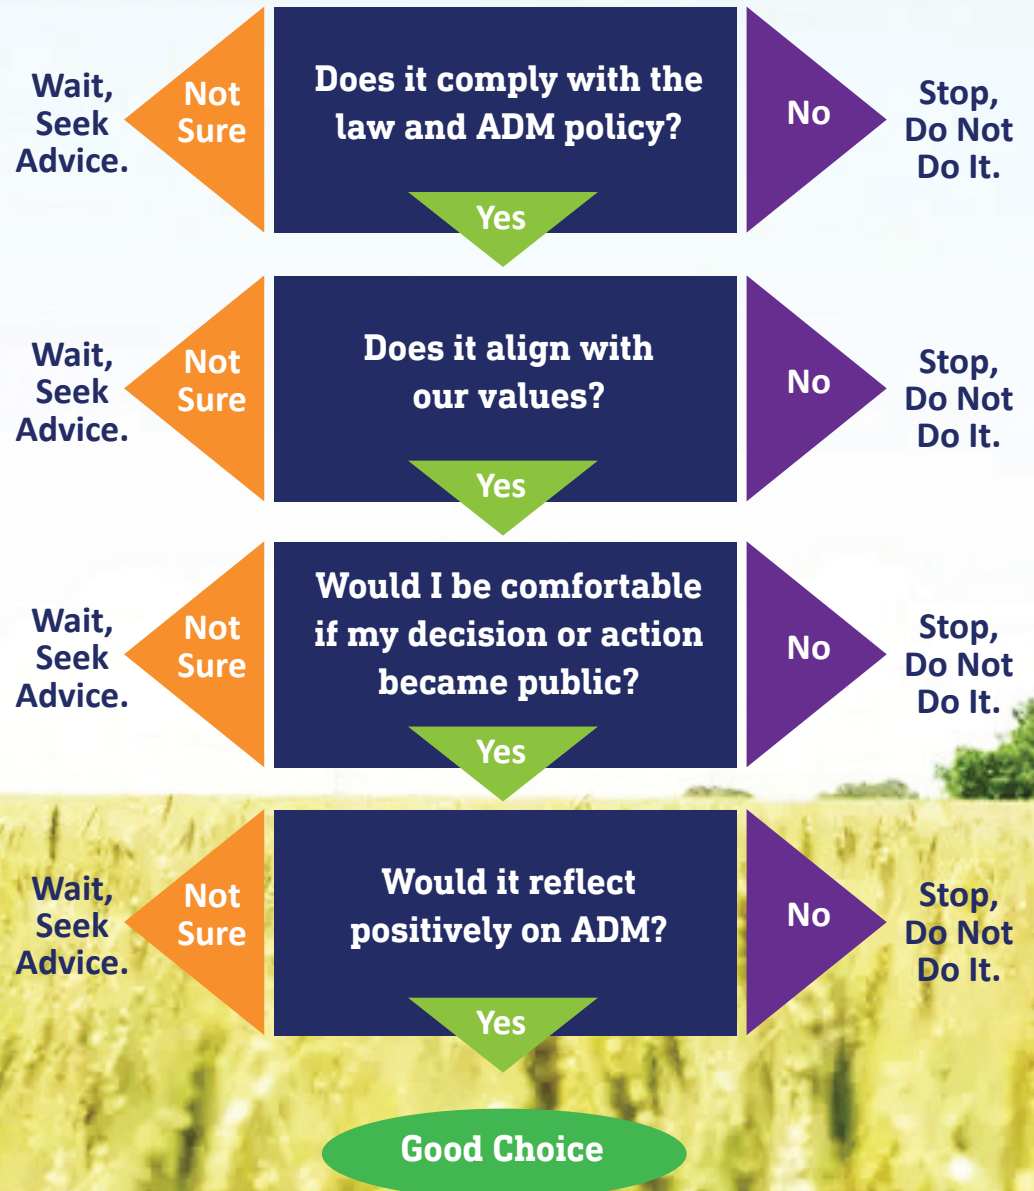 Wait,
Seek
Advice.
Not
Sure
Does it comply with the
law and ADM policy?
Yes
No
Stop,
Do Not
Do It.
Wait,
Seek
Advice.
Not
Sure
Does it align with
our values?
Yes
No
Stop,
Do Not
Do It.
Wait,
Seek
Advice.
Not
Sure
Would I be comfortable
if my decision or action
became public?
Yes
No
Stop,
Do Not
Do It.
Wait,
Seek
Advice.
Not
Sure
Would it reflect
positively on ADM?
Yes
No
Stop,
Do Not
Do It.
Good Choice